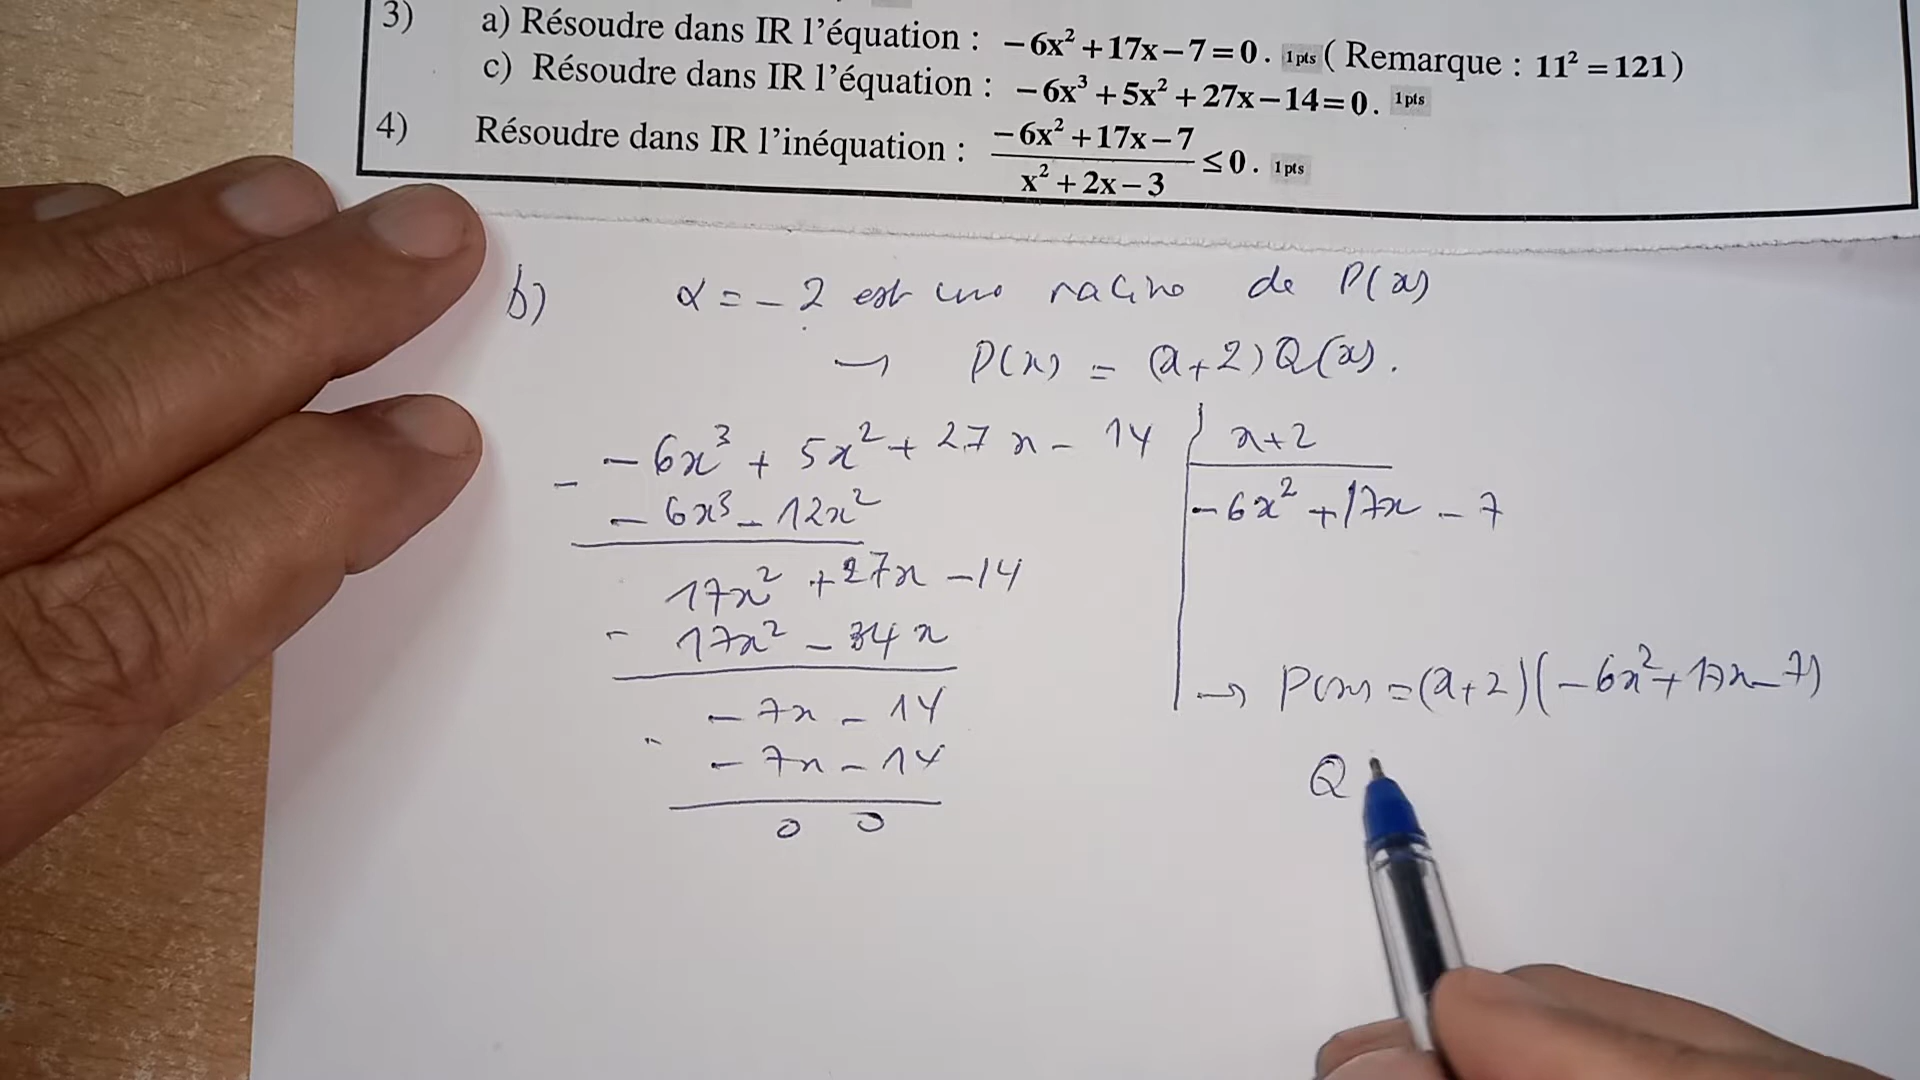 3) a) Résoudre dans IR l'équation : −6x² + 17x − 7 = 0. 1pts ( Remarque : 11² = 121 )
c) Résoudre dans IR l'équation : −6x³ + 5x² + 27x − 14 = 0. 1pts
4) Résoudre dans IR l'inéquation : (−6x² + 17x − 7) / (x² + 2x − 3) ≤ 0. 1pts
b) α = − 2 est une racine de P(x)
→ P(x) = (x+2)Q(x).
− − 6x³ + 5x² + 27x − 14 | x+2
− 6x³ − 12x² | − 6x² + 17x − 7
17x² + 27x − 14
− 17x² − 34x
− 7x − 14 → P(x) = (x+2)(− 6x² + 17x − 7)
− − 7x − 14 Q
0 0